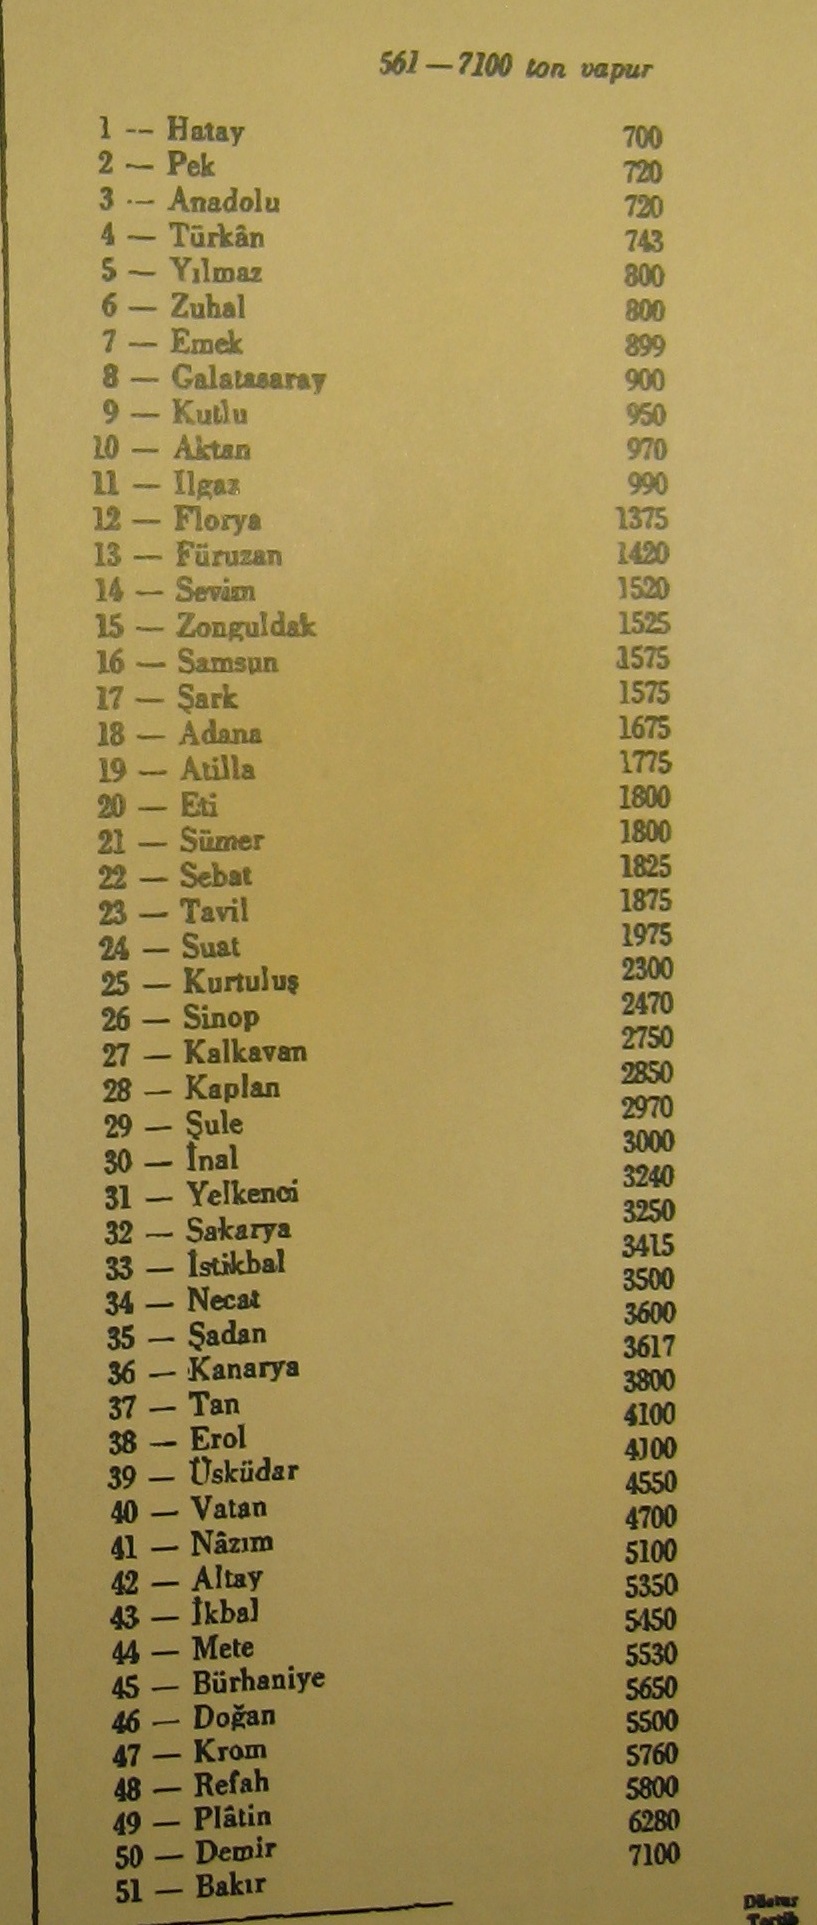 561 — 7100 ton vapur
1 -- Hatay 700
2 — Pek 720
3 -- Anadolu 720
4 — Türkân 743
5 — Yılmaz 800
6 — Zuhal 800
7 — Emek 899
8 — Galatasaray 900
9 — Kutlu 950
10 — Aktan 970
11 — Ilgaz 990
12 — Florya 1375
13 — Füruzan 1420
14 — Sevim 1520
15 — Zonguldak 1525
16 — Samsun 1575
17 — Şark 1575
18 — Adana 1675
19 — Atilla 1775
20 — Eti 1800
21 — Sümer 1800
22 — Sebat 1825
23 — Tavil 1875
24 — Suat 1975
25 — Kurtuluş 2300
26 — Sinop 2470
27 — Kalkavan 2750
28 — Kaplan 2850
29 — Şule 2970
30 — İnal 3000
31 — Yelkenci 3240
32 — Sakarya 3250
33 — İstikbal 3415
34 — Necat 3500
35 — Şadan 3600
36 — Kanarya 3617
37 — Tan 3800
38 — Erol 4100
39 — Üsküdar 4100
40 — Vatan 4550
41 — Nâzım 4700
42 — Altay 5100
43 — İkbal 5350
44 — Mete 5450
45 — Bürhaniye 5530
46 — Doğan 5650
47 — Krom 5500
48 — Refah 5760
49 — Plâtin 5800
50 — Demir 6280
51 — Bakır 7100
Düstur
Tertib